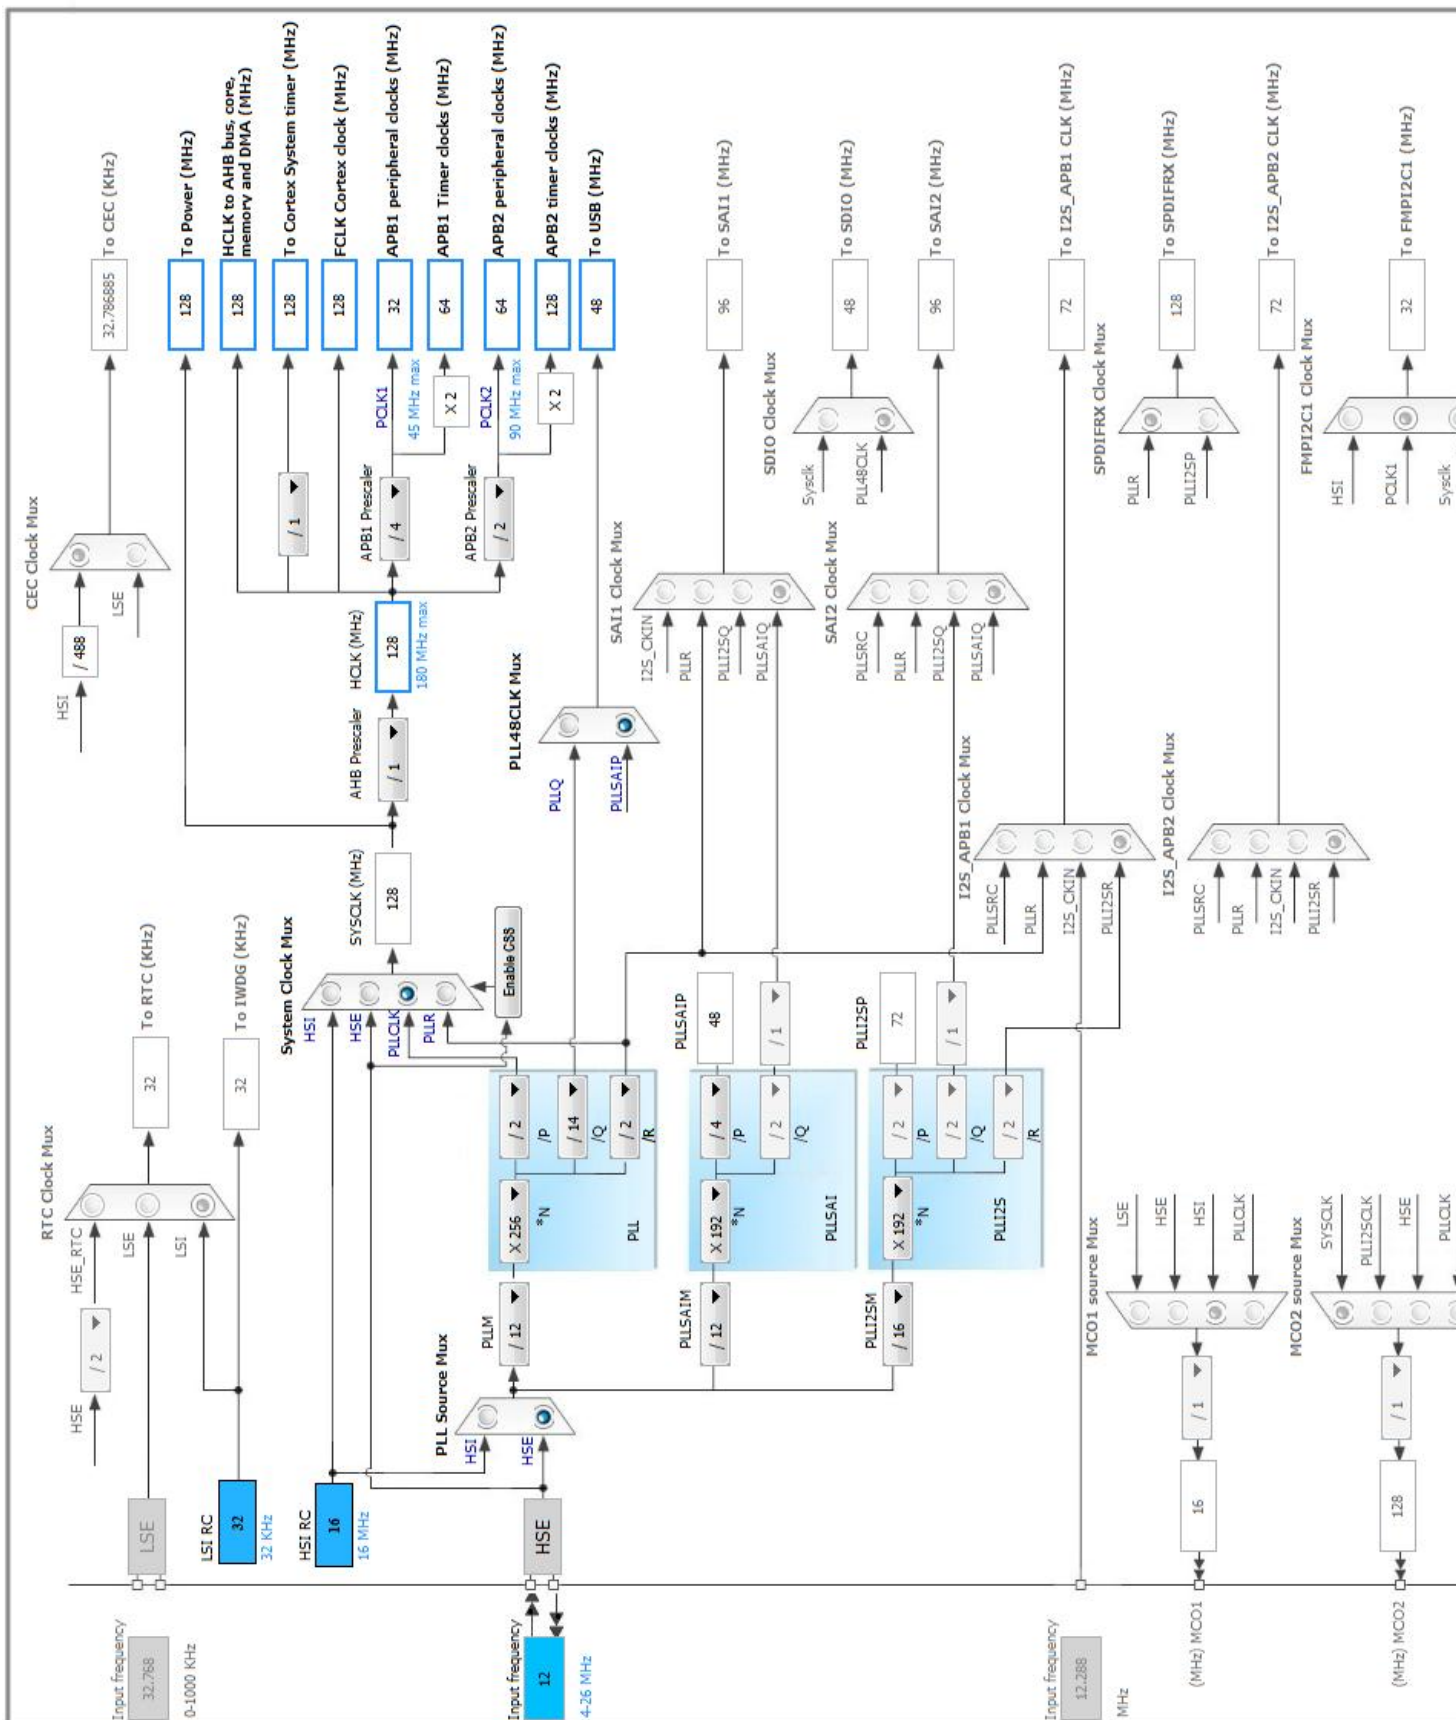 Input frequency
32.768
0-1000 KHz
LSE
HSE
/ 2
HSE_RTC
LSE
LSI
RTC Clock Mux
32
To RTC (KHz)
LSI RC
32
32 KHz
32
To IWDG (KHz)
HSI
/ 488
LSE
CEC Clock Mux
32.786885
To CEC (KHz)
HSI RC
16
16 MHz
Input frequency
12
4-26 MHz
HSE
PLL Source Mux
HSI
HSE
PLLM
/ 12
X 256
*N
/ 2
/P
/ 14
/Q
/ 2
/R
PLL
System Clock Mux
HSI
HSE
PLLCLK
PLLR
Enable CSS
SYSCLK (MHz)
128
AHB Prescaler
/ 1
HCLK (MHz)
128
180 MHz max
/ 1
APB1 Prescaler
/ 4
PCLK1
45 MHz max
X 2
APB2 Prescaler
/ 2
PCLK2
90 MHz max
X 2
128
To Power (MHz)
128
HCLK to AHB bus, core,
memory and DMA (MHz)
128
To Cortex System timer (MHz)
128
FCLK Cortex clock (MHz)
32
APB1 peripheral clocks (MHz)
64
APB1 Timer clocks (MHz)
64
APB2 peripheral clocks (MHz)
128
APB2 timer clocks (MHz)
48
To USB (MHz)
PLL48CLK Mux
PLLQ
PLLSAIP
PLLSAIM
/ 12
X 192
*N
/ 4
/P
/ 2
/Q
PLLSAI
PLLSAIP
48
/ 1
PLLI2SM
/ 16
X 192
*N
/ 2
/P
/ 2
/Q
/ 2
/R
PLLI2S
PLLI2SP
72
/ 1
SAI1 Clock Mux
I2S_CKIN
PLLR
PLLI2SQ
PLLSAIQ
96
To SAI1 (MHz)
SDIO Clock Mux
Sysclk
PLL48CLK
48
To SDIO (MHz)
SAI2 Clock Mux
PLLSRC
PLLR
PLLI2SQ
PLLSAIQ
96
To SAI2 (MHz)
I2S_APB1 Clock Mux
PLLSRC
PLLR
I2S_CKIN
PLLI2SR
72
To I2S_APB1 CLK (MHz)
SPDIFRX Clock Mux
PLLR
PLLI2SP
128
To SPDIFRX (MHz)
I2S_APB2 Clock Mux
PLLSRC
PLLR
I2S_CKIN
PLLI2SR
72
To I2S_APB2 CLK (MHz)
FMPI2C1 Clock Mux
HSI
PCLK1
Sysclk
32
To FMPI2C1 (MHz)
Input frequency
12.288
MHz
MCO1 source Mux
LSE
HSE
HSI
PLLCLK
/ 1
16
(MHz) MCO1
MCO2 source Mux
SYSCLK
PLLI2SCLK
HSE
PLLCLK
/ 1
128
(MHz) MCO2